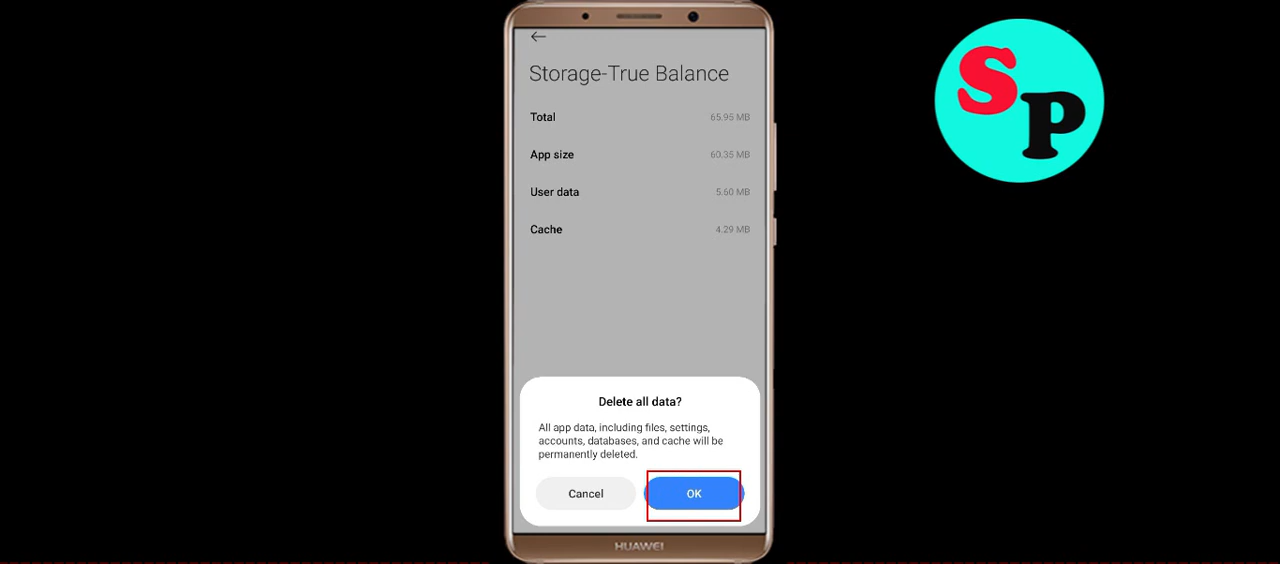 Storage-True Balance
Total 65.95 MB
App size 60.35 MB
User data 5.60 MB
Cache 4.29 MB
Delete all data?
All app data, including files, settings,
accounts, databases, and cache will be
permanently deleted.
Cancel OK
HUAWEI
SP